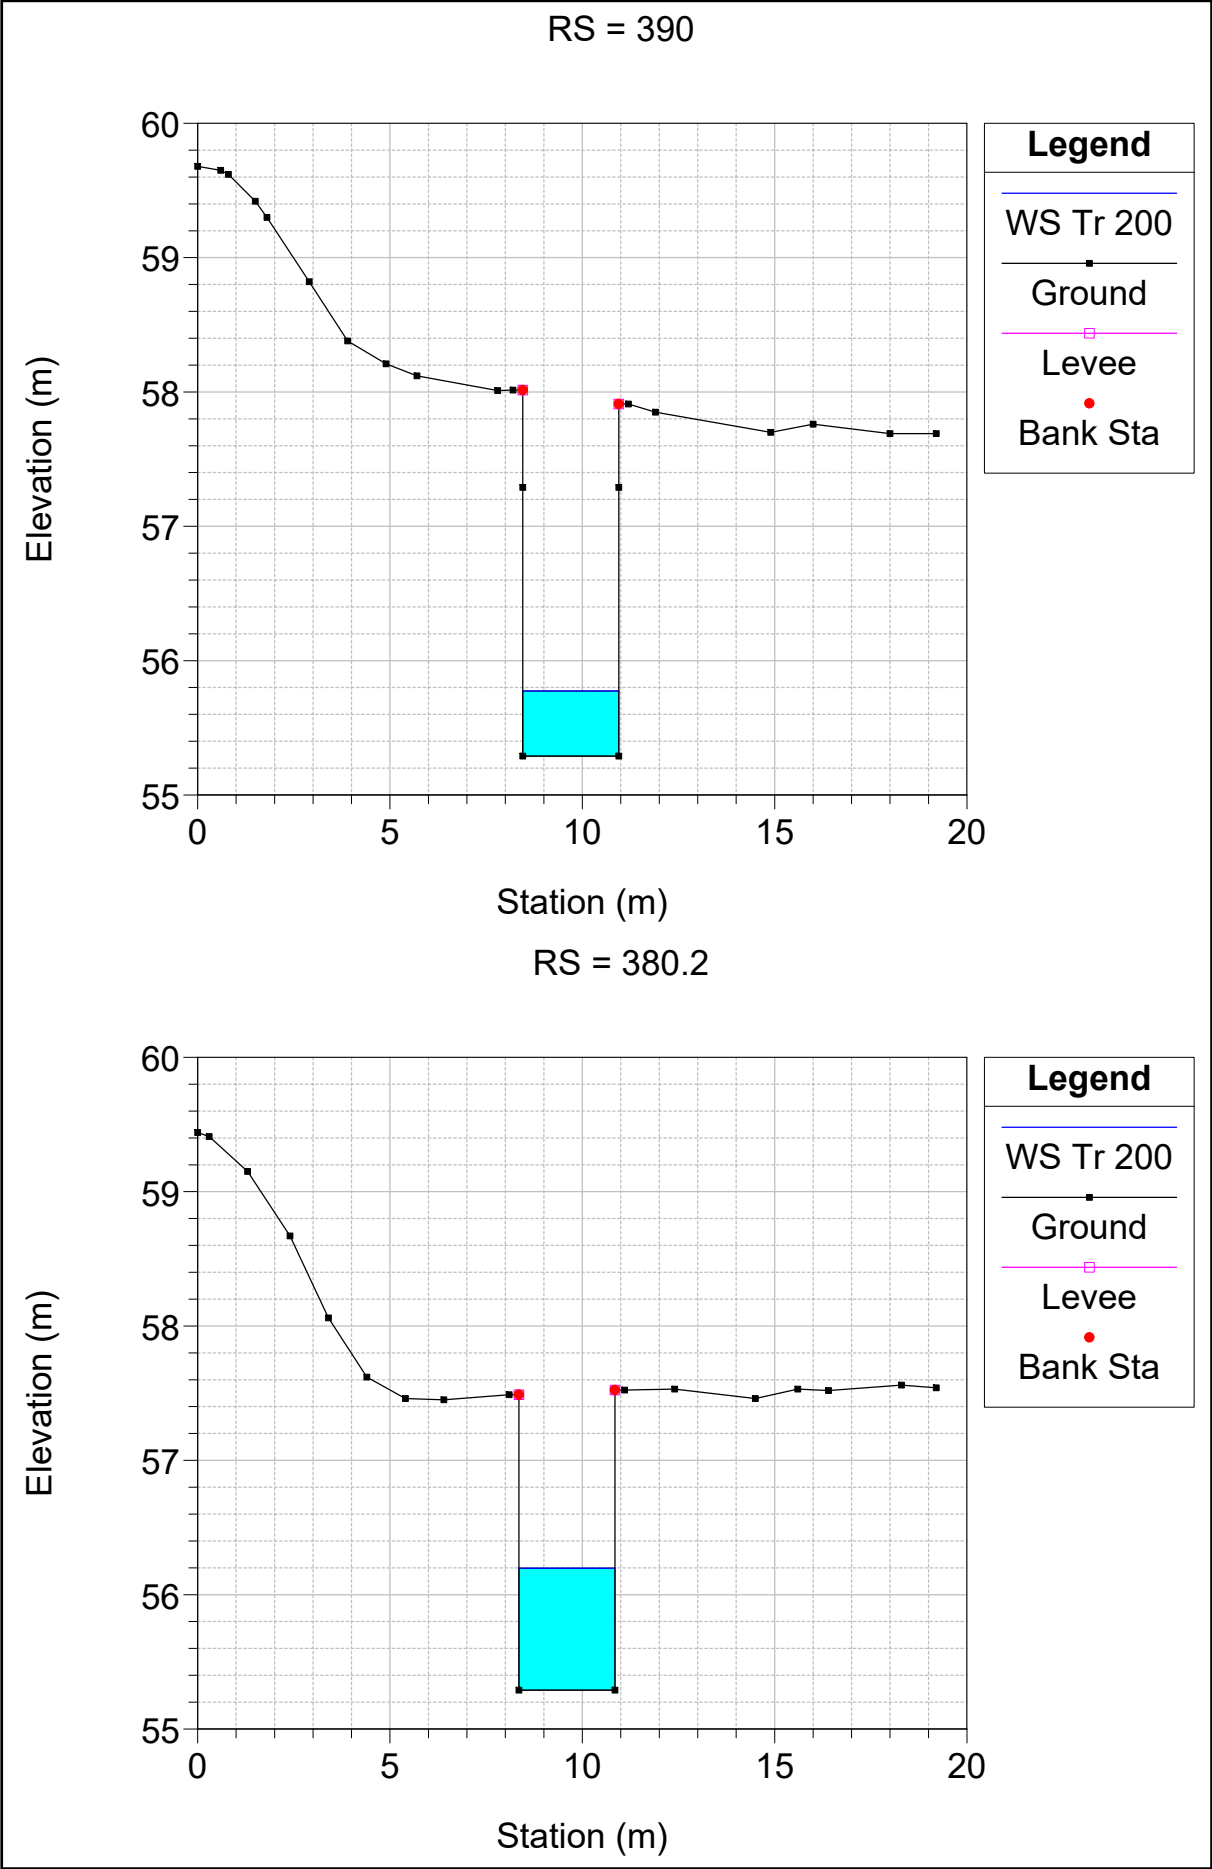 RS = 390
60
59
58
57
56
55
0
5
10
15
20
Elevation (m)
Station (m)
Legend
WS Tr 200
Ground
Levee
Bank Sta
RS = 380.2
60
59
58
57
56
55
0
5
10
15
20
Elevation (m)
Station (m)
Legend
WS Tr 200
Ground
Levee
Bank Sta